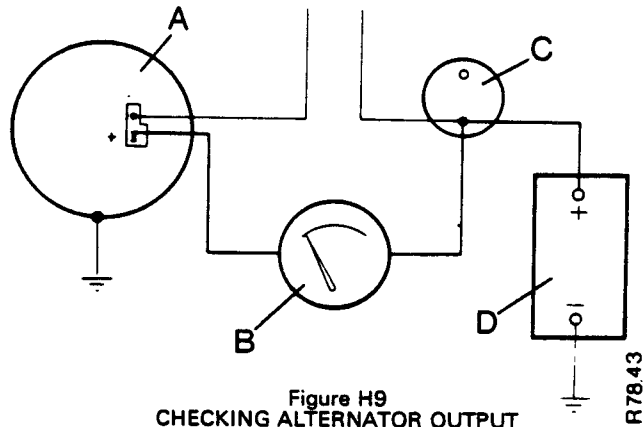 A
C
+
B
+
D
−
Figure H9
CHECKING ALTERNATOR OUTPUT
R78.43